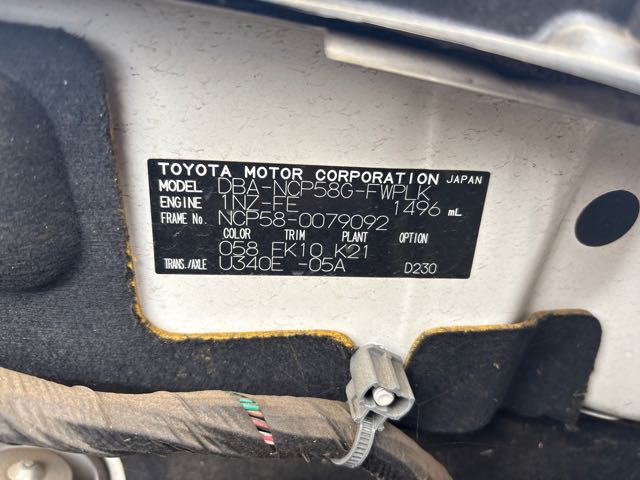 TOYOTA MOTOR CORPORATION JAPAN
MODEL DBA-NCP58G-FWPLK
ENGINE 1NZ-FE 1496 mL
FRAME No. NCP58-0079092
COLOR TRIM PLANT OPTION
058 FK10 K21
TRANS./AXLE U340E -05A D230